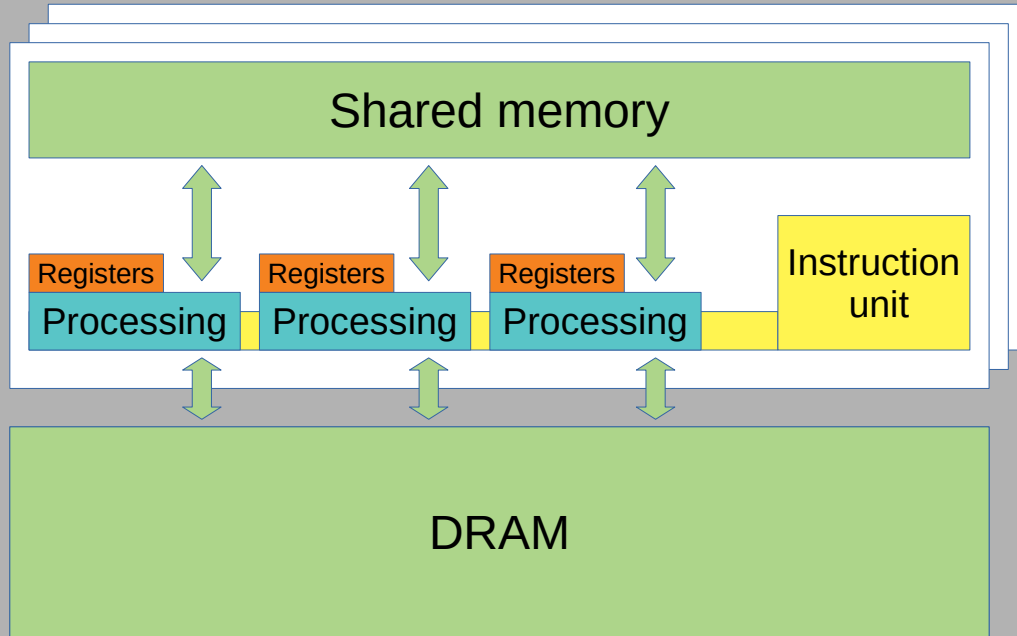 Shared memory
Registers
Registers
Registers
Instruction
unit
Processing
Processing
Processing
DRAM